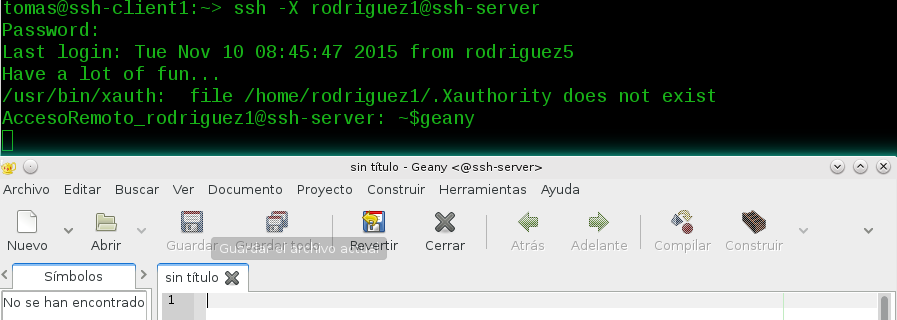 tomas@ssh-client1:~> ssh -X rodriguez1@ssh-server
Password:
Last login: Tue Nov 10 08:45:47 2015 from rodriguez5
Have a lot of fun...
/usr/bin/xauth:  file /home/rodriguez1/.Xauthority does not exist
AccesoRemoto_rodriguez1@ssh-server: ~$geany
sin título - Geany <@ssh-server>
Archivo Editar Buscar Ver Documento Proyecto Construir Herramientas Ayuda
Nuevo Abrir Guardar Guardar todo Revertir Cerrar Atrás Adelante Compilar Construir
Guardar el archivo actual
Símbolos sin título
No se han encontrado 1